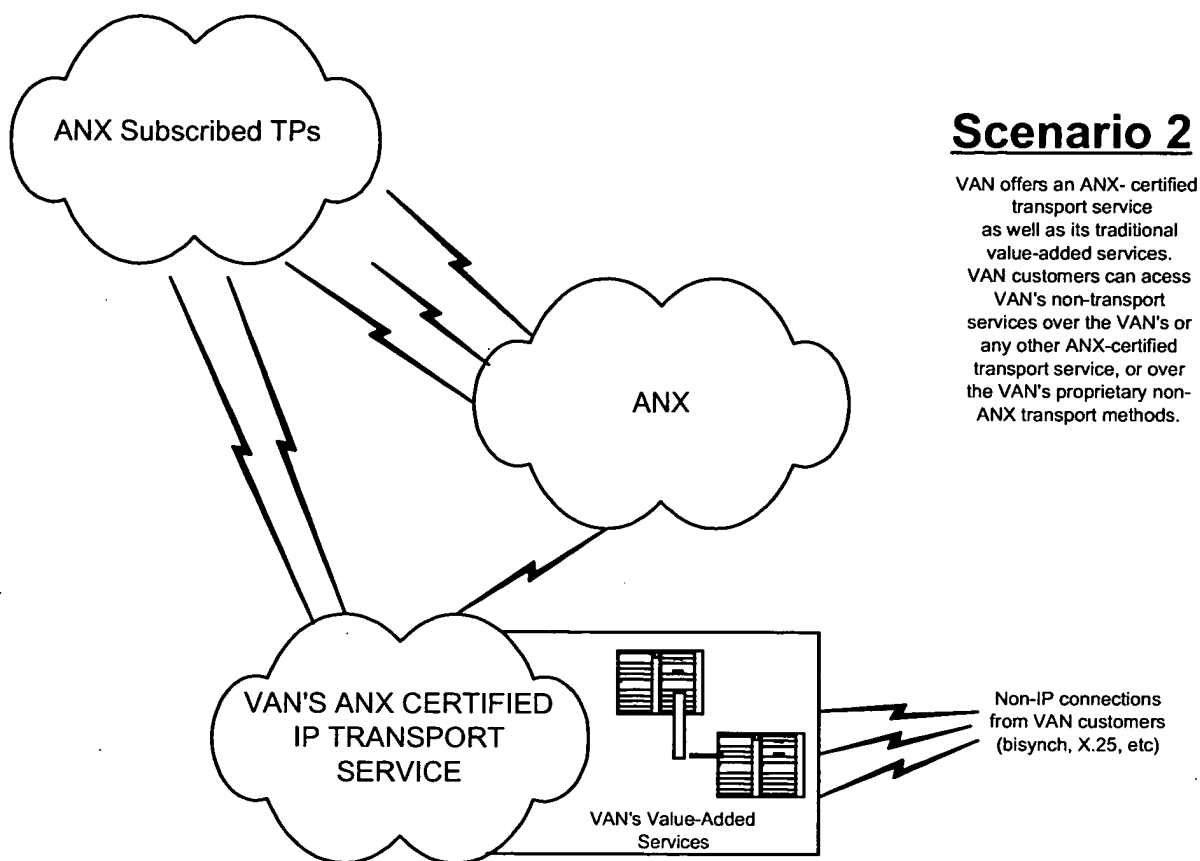 ANX Subscribed TPs
Scenario 2
VAN offers an ANX- certified
transport service
as well as its traditional
value-added services.
VAN customers can acess
VAN's non-transport
services over the VAN's or
any other ANX-certified
transport service, or over
the VAN's proprietary non-
ANX transport methods.
ANX
VAN'S ANX CERTIFIED
IP TRANSPORT
SERVICE
VAN's Value-Added
Services
Non-IP connections
from VAN customers
(bisynch, X.25, etc)